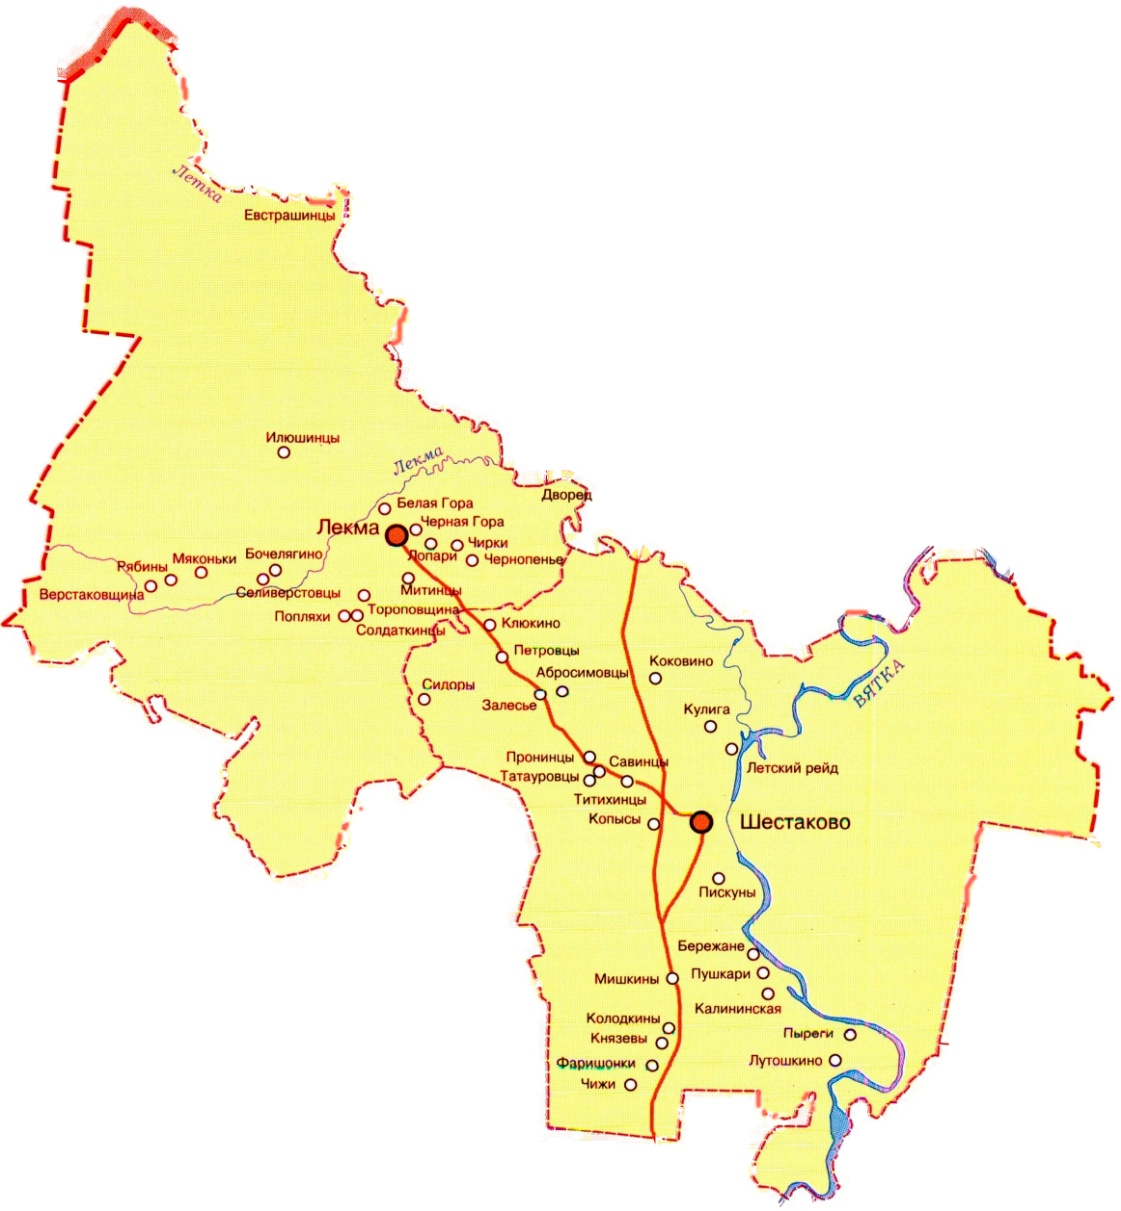 Летка
Евстрашинцы
Илюшинцы
Лекма
Дворец
Белая Гора
Лекма
Черная Гора
Чирки
Лопари
Чернопенье
Бочелягино
Мяконьки
Рябины
Верстаковщина
Селиверстовцы
Митинцы
Тороповщина
Попляхи
Солдаткинцы
Клюкино
Петровцы
Абросимовцы
Коковино
Сидоры
Залесье
Кулига
ВЯТКА
Пронинцы
Савинцы
Летский рейд
Татауровцы
Титихинцы
Копысы
Шестаково
Пискуны
Бережане
Пушкари
Мишкины
Калининская
Колодкины
Князевы
Пыреги
Фаришонки
Лутошкино
Чижи